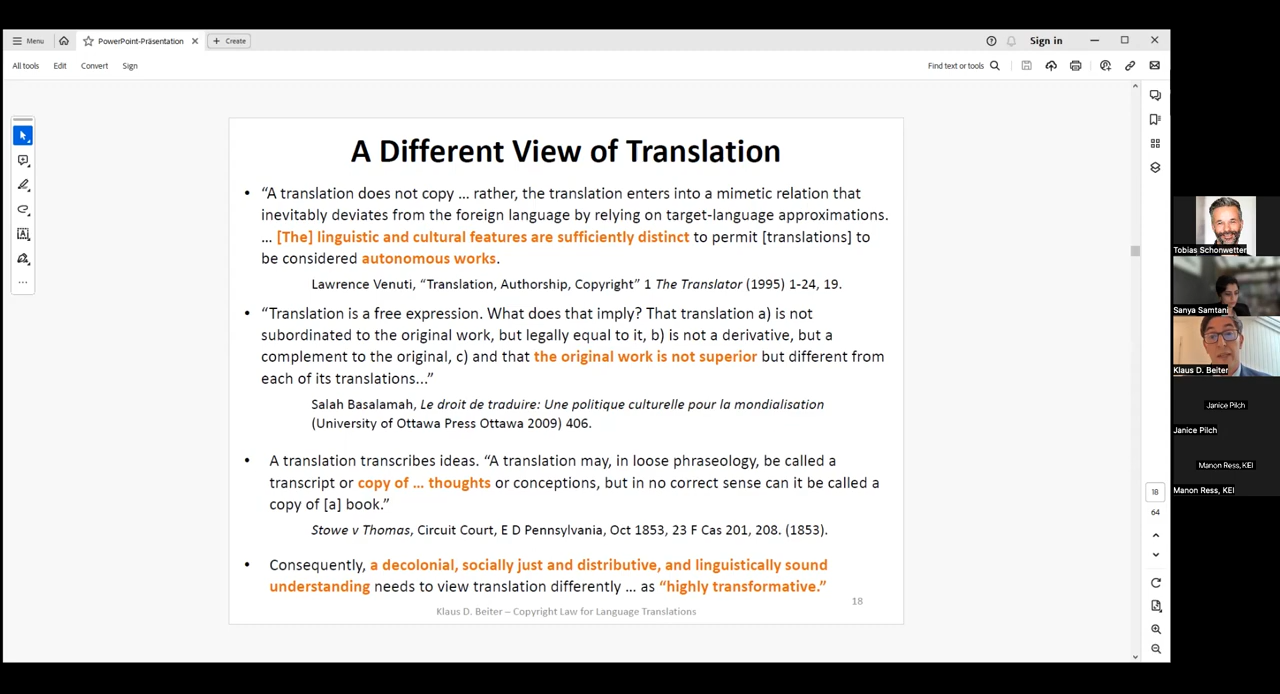 Menu
PowerPoint-Präsentation
Create
Sign in
All tools
Edit
Convert
Sign
Find text or tools
A Different View of Translation
• “A translation does not copy ... rather, the translation enters into a mimetic relation that
inevitably deviates from the foreign language by relying on target-language approximations.
... [The] linguistic and cultural features are sufficiently distinct to permit [translations] to
be considered autonomous works.
Lawrence Venuti, “Translation, Authorship, Copyright” 1 The Translator (1995) 1-24, 19.
• “Translation is a free expression. What does that imply? That translation a) is not
subordinated to the original work, but legally equal to it, b) is not a derivative, but a
complement to the original, c) and that the original work is not superior but different from
each of its translations...”
Salah Basalamah, Le droit de traduire: Une politique culturelle pour la mondialisation
(University of Ottawa Press Ottawa 2009) 406.
• A translation transcribes ideas. “A translation may, in loose phraseology, be called a
transcript or copy of ... thoughts or conceptions, but in no correct sense can it be called a
copy of [a] book.”
Stowe v Thomas, Circuit Court, E D Pennsylvania, Oct 1853, 23 F Cas 201, 208. (1853).
• Consequently, a decolonial, socially just and distributive, and linguistically sound
understanding needs to view translation differently ... as “highly transformative.”
18
Klaus D. Beiter – Copyright Law for Language Translations
18
64
Tobias Schonwetter
Sanya Samtani
Klaus D. Beiter
Janice Pilch
Janice Pilch
Manon Ress, KEI
Manon Ress, KEI